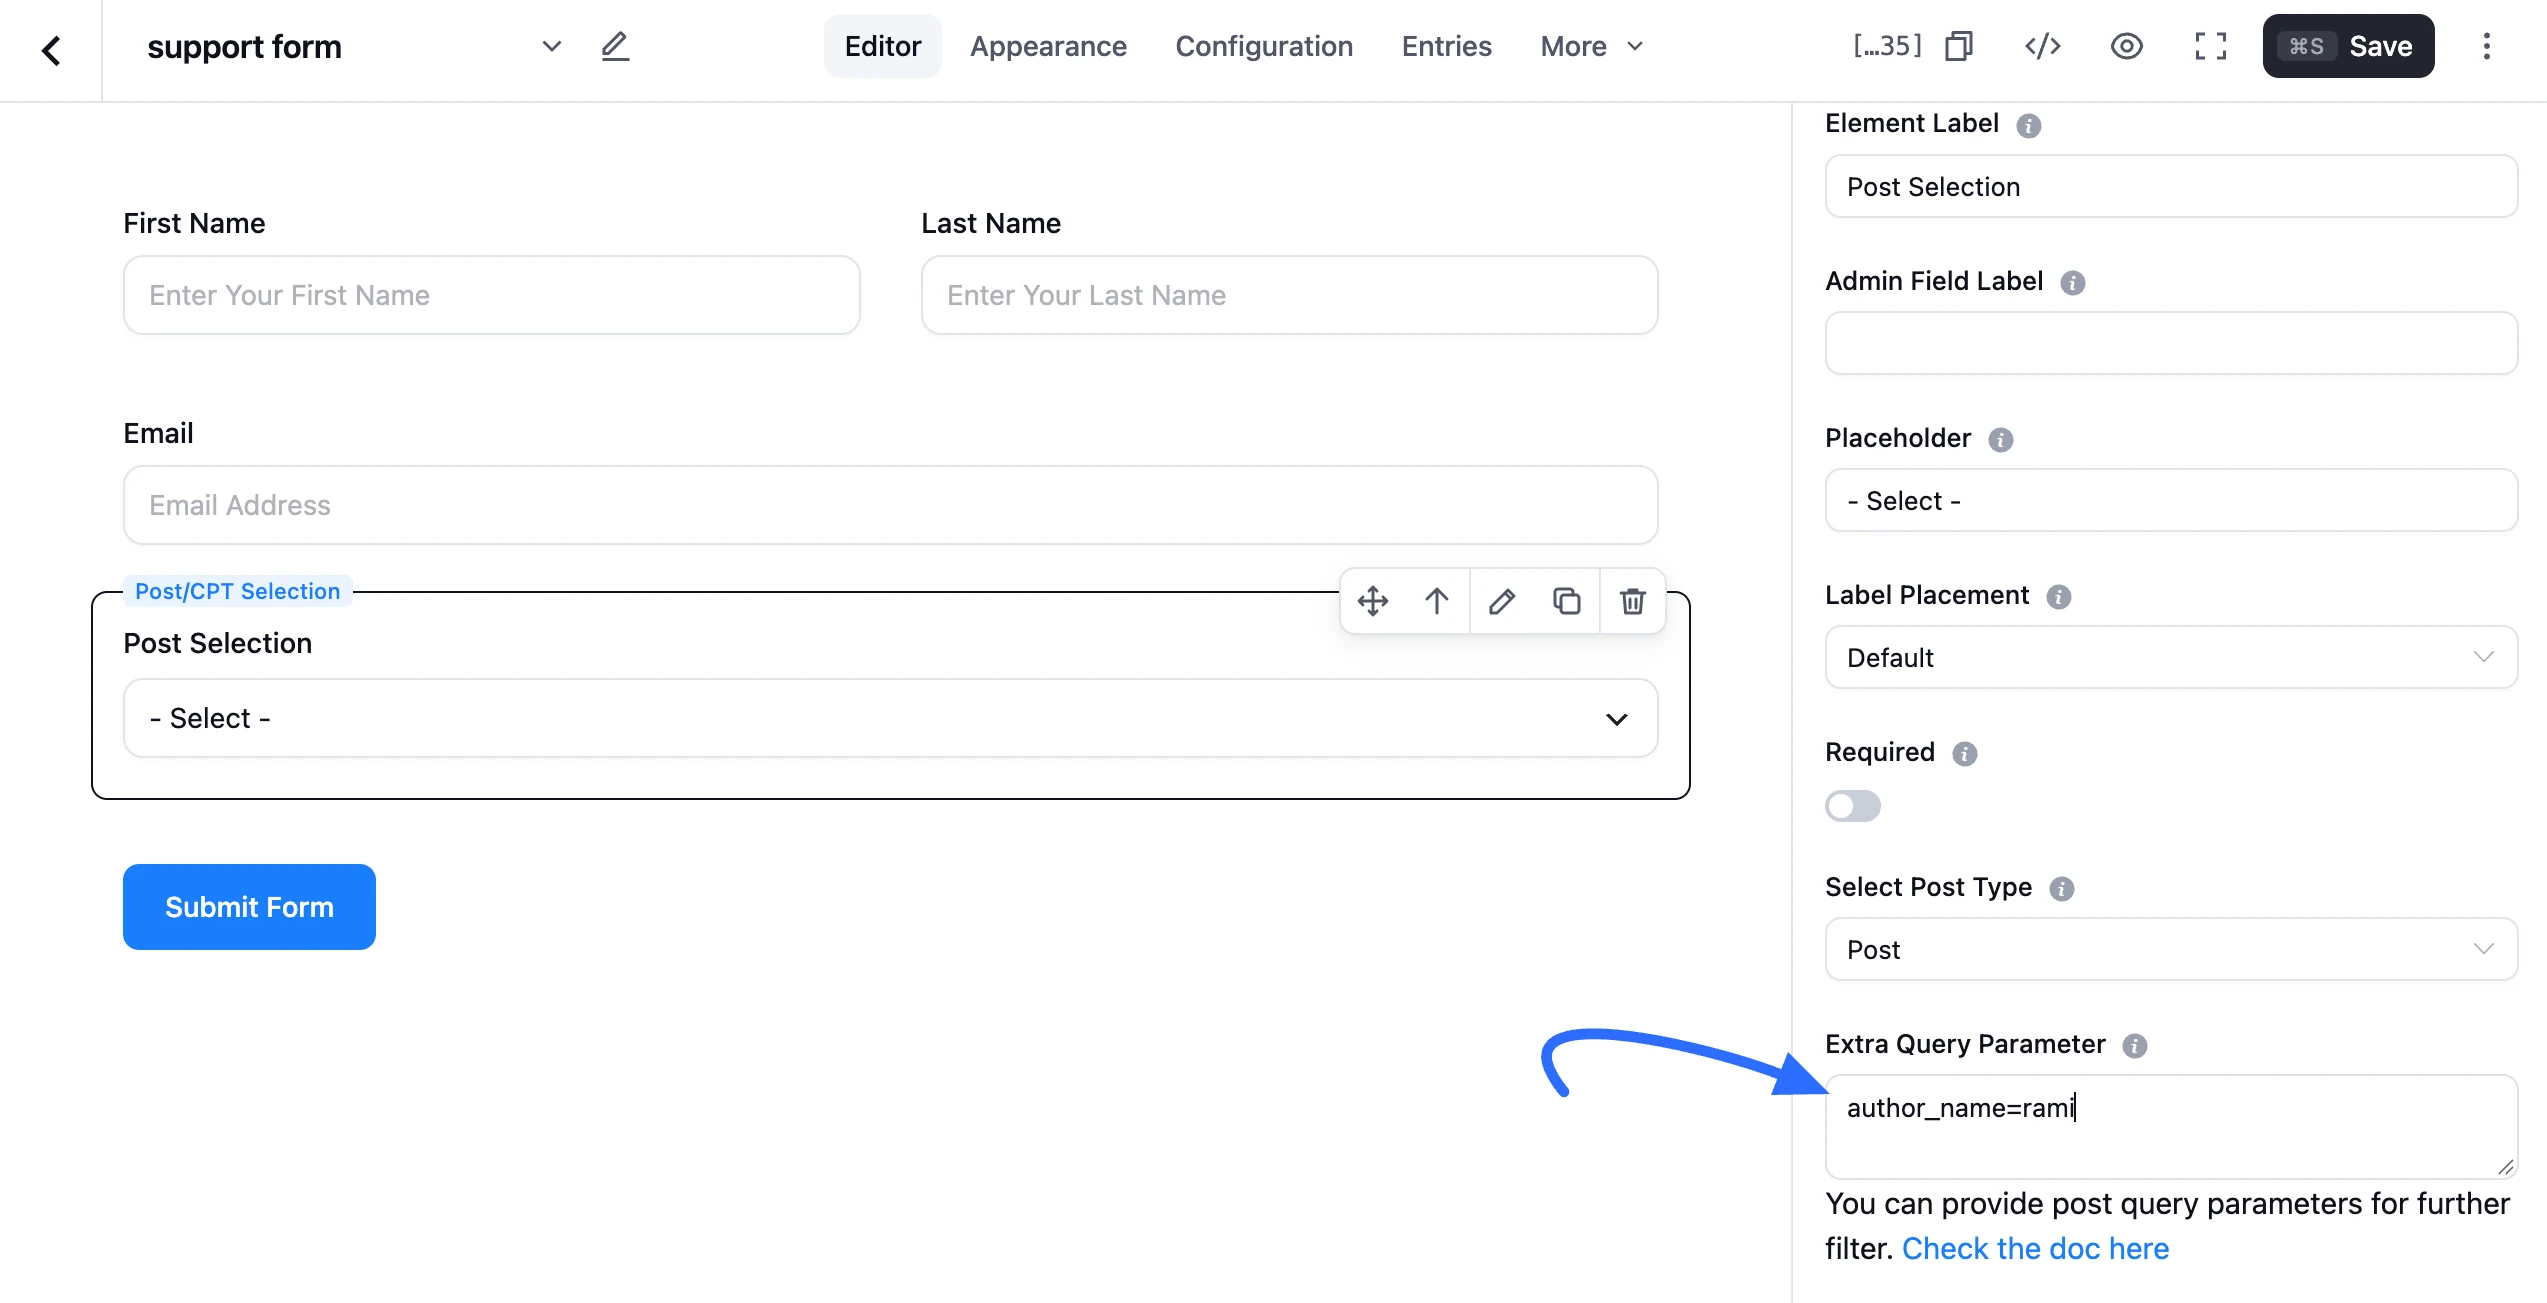 support form
Editor Appearance Configuration Entries More
[...35]
⌘S Save
First Name
Enter Your First Name
Last Name
Enter Your Last Name
Email
Email Address
Post/CPT Selection
Post Selection
- Select -
Submit Form
Element Label
Post Selection
Admin Field Label
Placeholder
- Select -
Label Placement
Default
Required
Select Post Type
Post
Extra Query Parameter
author_name=rami
You can provide post query parameters for further
filter. Check the doc here